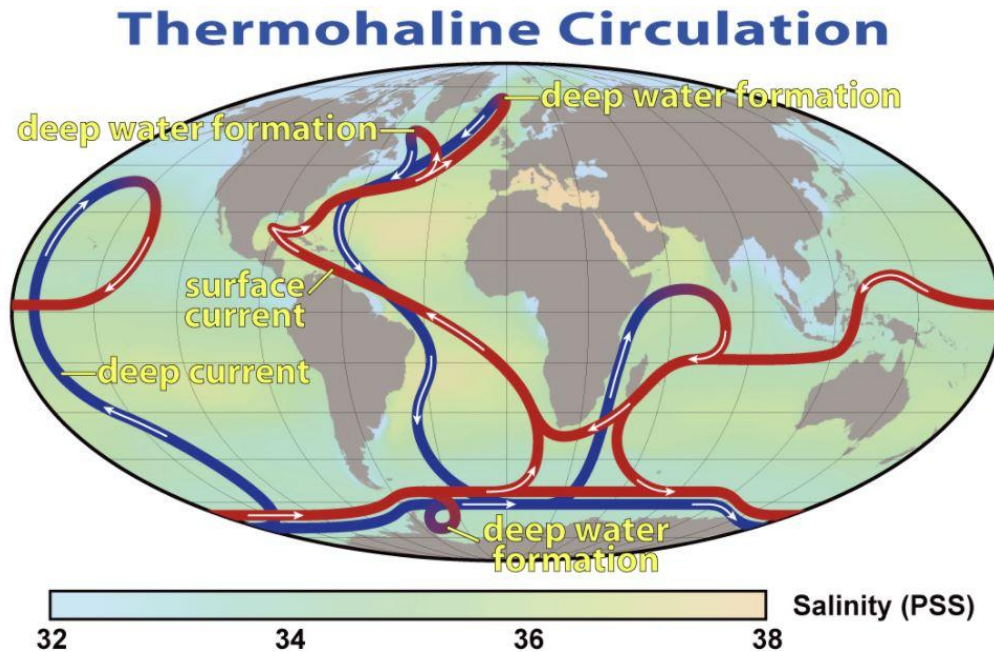 Thermohaline Circulation
deep water formation
deep water formation
surface
current
deep current
deep water
formation
Salinity (PSS)
32 34 36 38